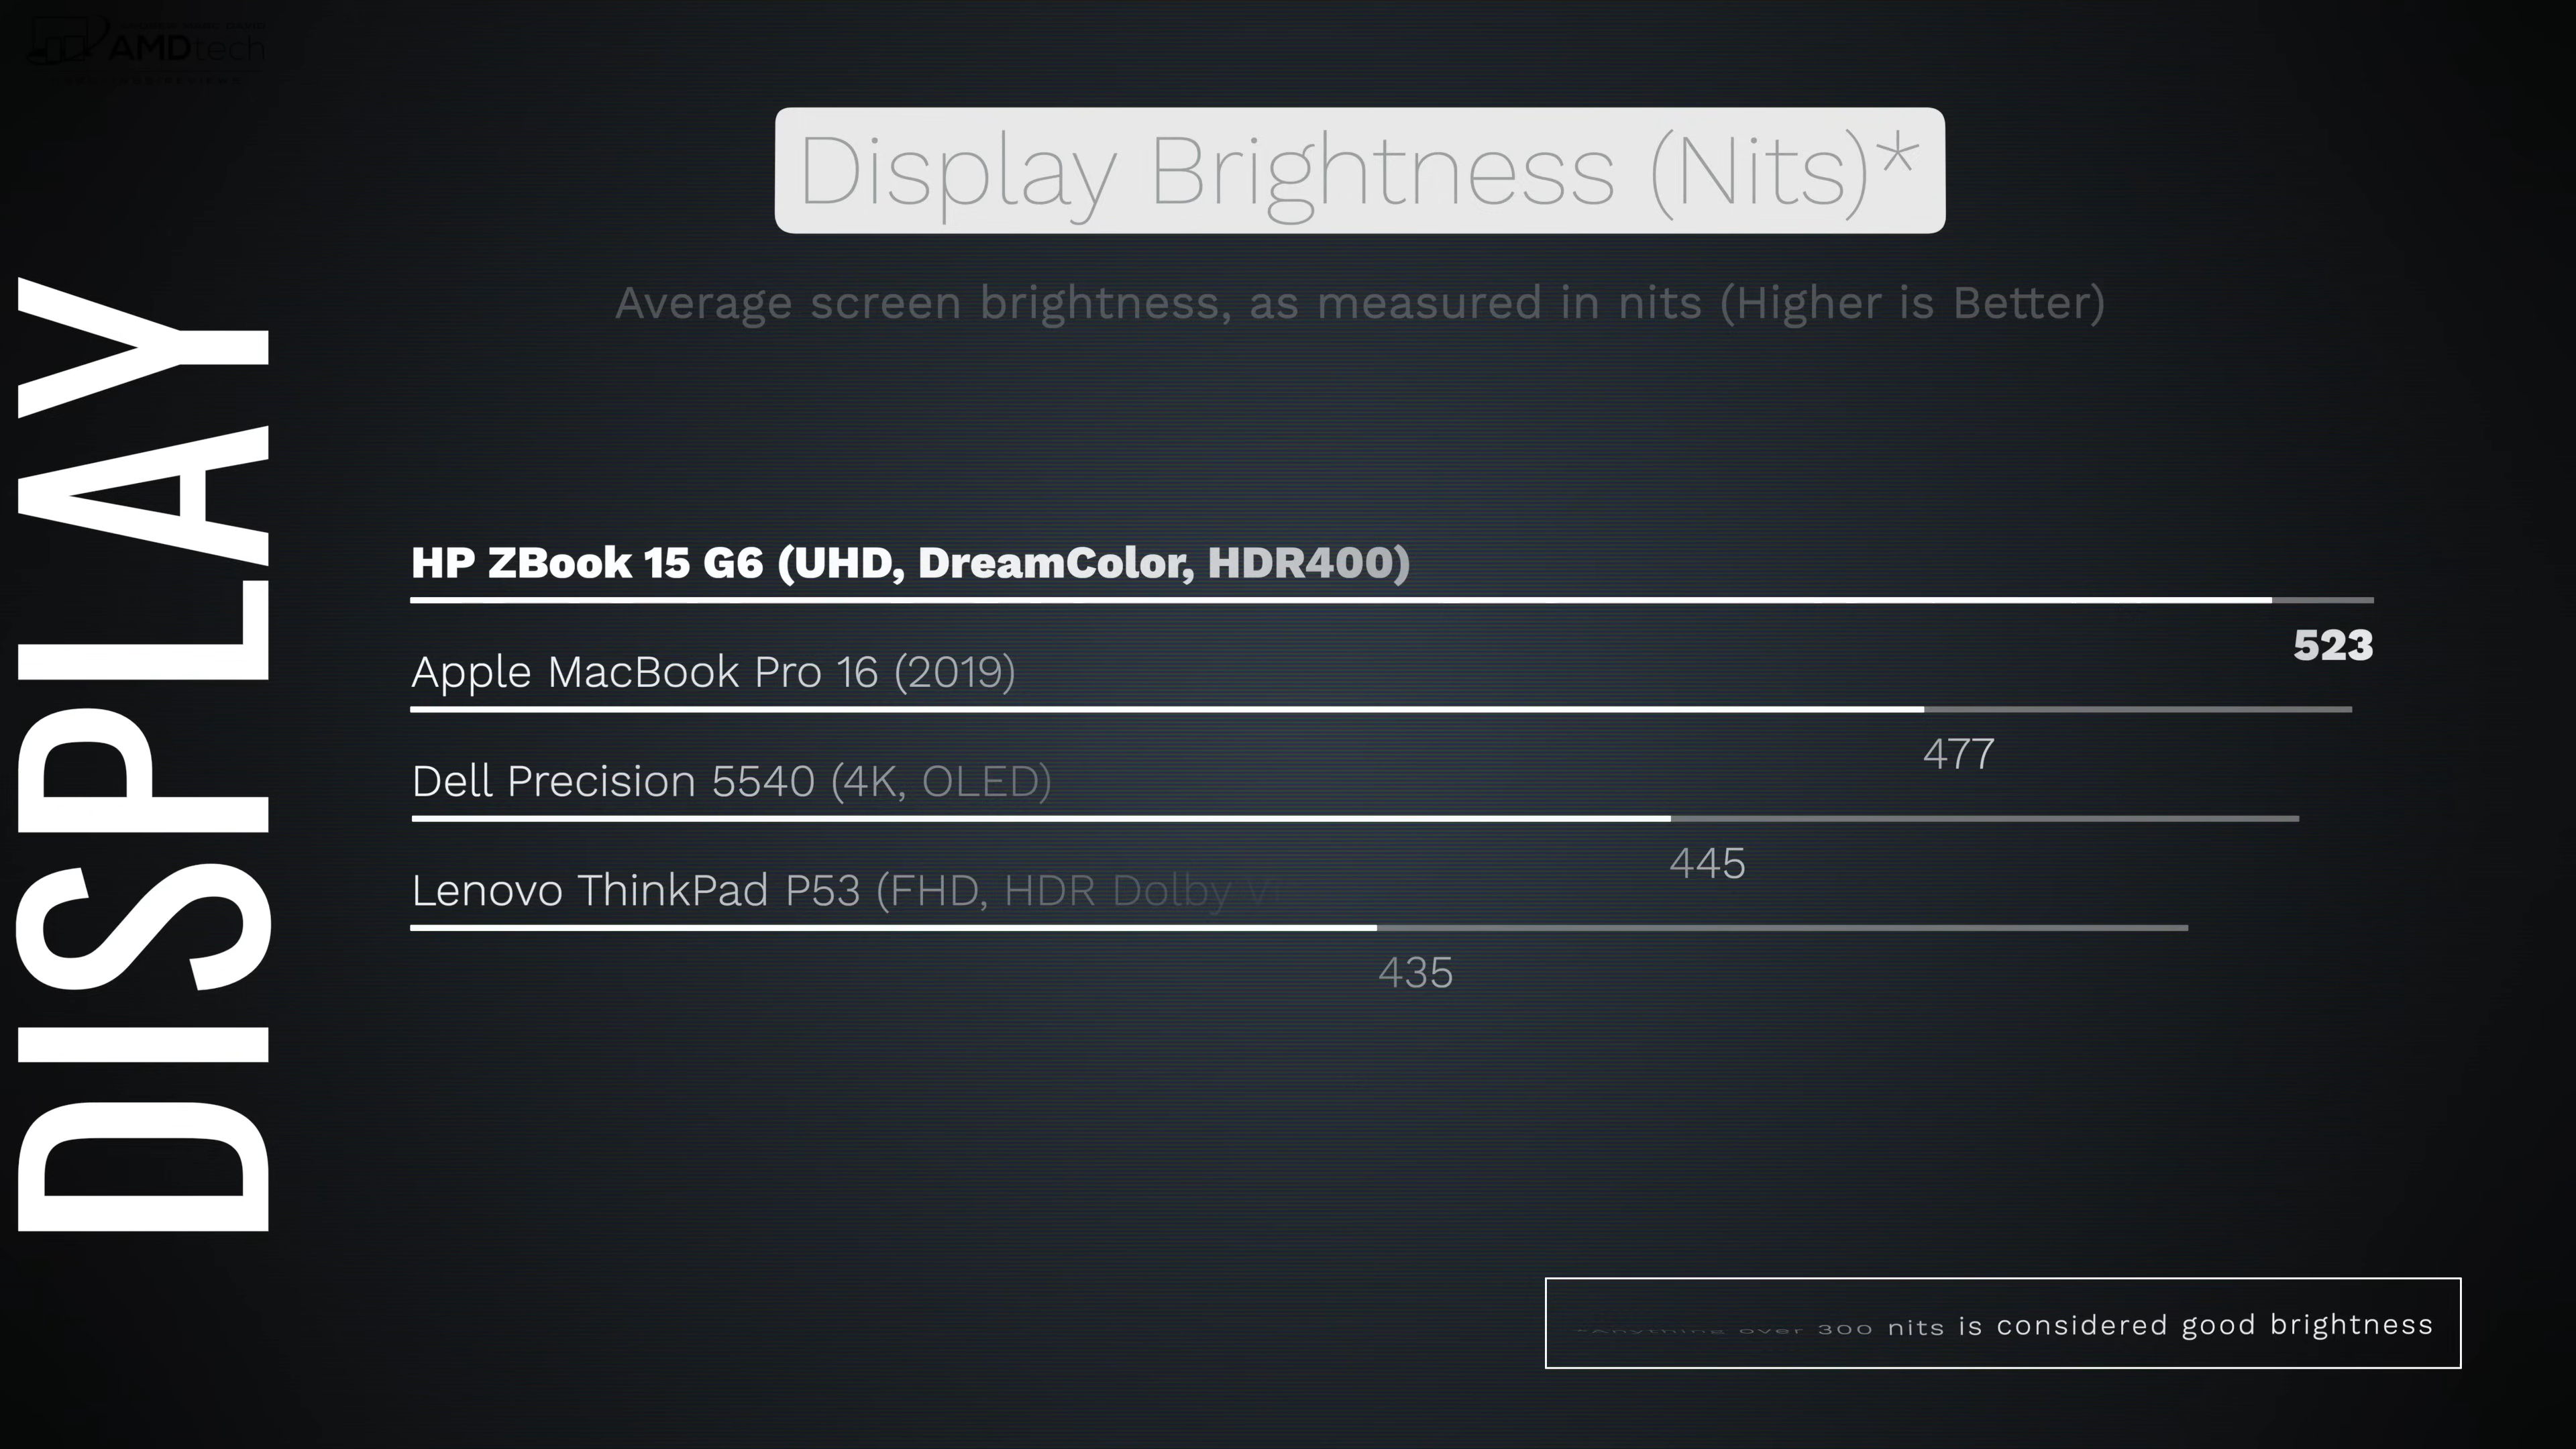 AMDtech
Display Brightness (Nits)*
Average screen brightness, as measured in nits (Higher is Better)
DISPLAY
HP ZBook 15 G6 (UHD, DreamColor, HDR400)
523
Apple MacBook Pro 16 (2019)
477
Dell Precision 5540 (4K, OLED)
445
Lenovo ThinkPad P53 (FHD, HDR Dolby
435
*Anything over 300 nits is considered good brightness